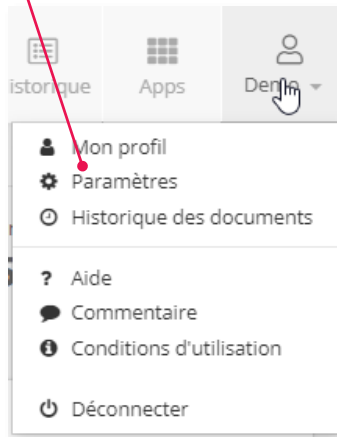 istorique
Apps
Demo
Mon profil
Paramètres
Historique des documents
? Aide
Commentaire
Conditions d'utilisation
Déconnecter